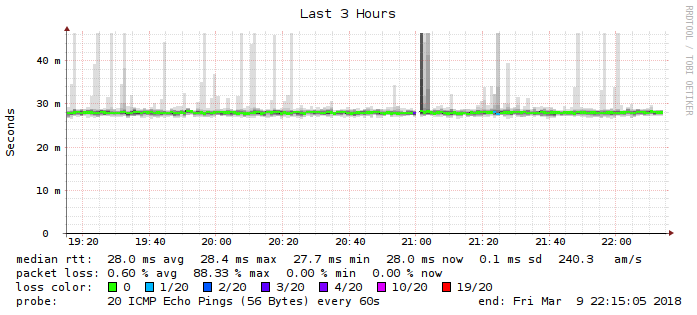 Last 3 Hours
RRDTOOL / TOBI OETIKER
Seconds
40 m
30 m
20 m
10 m
0
19:20 19:40 20:00 20:20 20:40 21:00 21:20 21:40 22:00
median rtt: 28.0 ms avg 28.4 ms max 27.7 ms min 28.0 ms now 0.1 ms sd 240.3 am/s
packet loss: 0.60 % avg 88.33 % max 0.00 % min 0.00 % now
loss color: 0 1/20 2/20 3/20 4/20 10/20 19/20
probe: 20 ICMP Echo Pings (56 Bytes) every 60s end: Fri Mar 9 22:15:05 2018